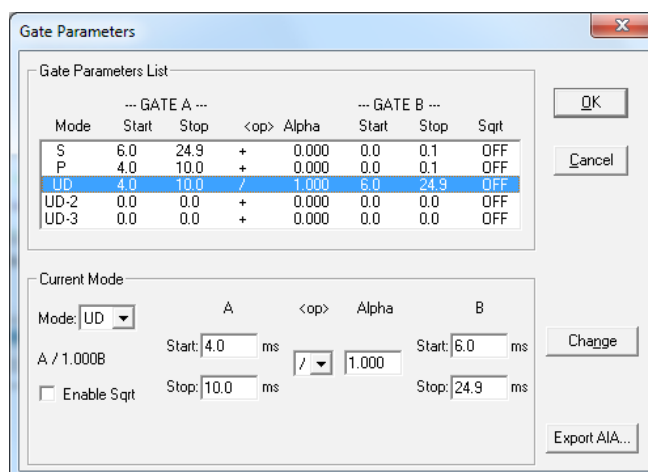 Gate Parameters
Gate Parameters List
--- GATE A --- --- GATE B ---
Mode Start Stop <op> Alpha Start Stop Sqrt
S 6.0 24.9 + 0.000 0.0 0.1 OFF
P 4.0 10.0 + 0.000 0.0 0.1 OFF
UD 4.0 10.0 / 1.000 6.0 24.9 OFF
UD-2 0.0 0.0 + 0.000 0.0 0.0 OFF
UD-3 0.0 0.0 + 0.000 0.0 0.0 OFF
OK
Cancel
Current Mode
A <op> Alpha B
Mode: UD
Start: 4.0 ms / 1.000 Start: 6.0 ms
A / 1.000B
Enable Sqrt Stop: 10.0 ms Stop: 24.9 ms
Change
Export AIA...